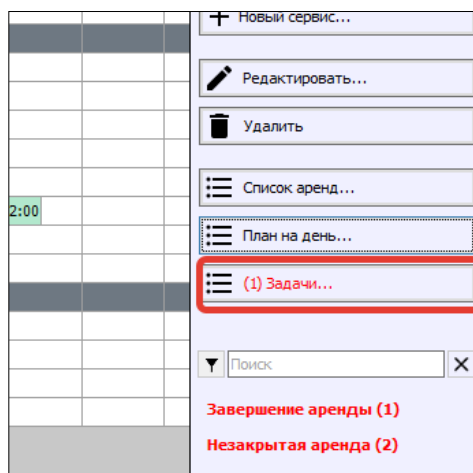 Новый сервис...
Редактировать...
Удалить
Список аренд...
2:00
План на день...
(1) Задачи...
Поиск
Завершение аренды (1)
Незакрытая аренда (2)